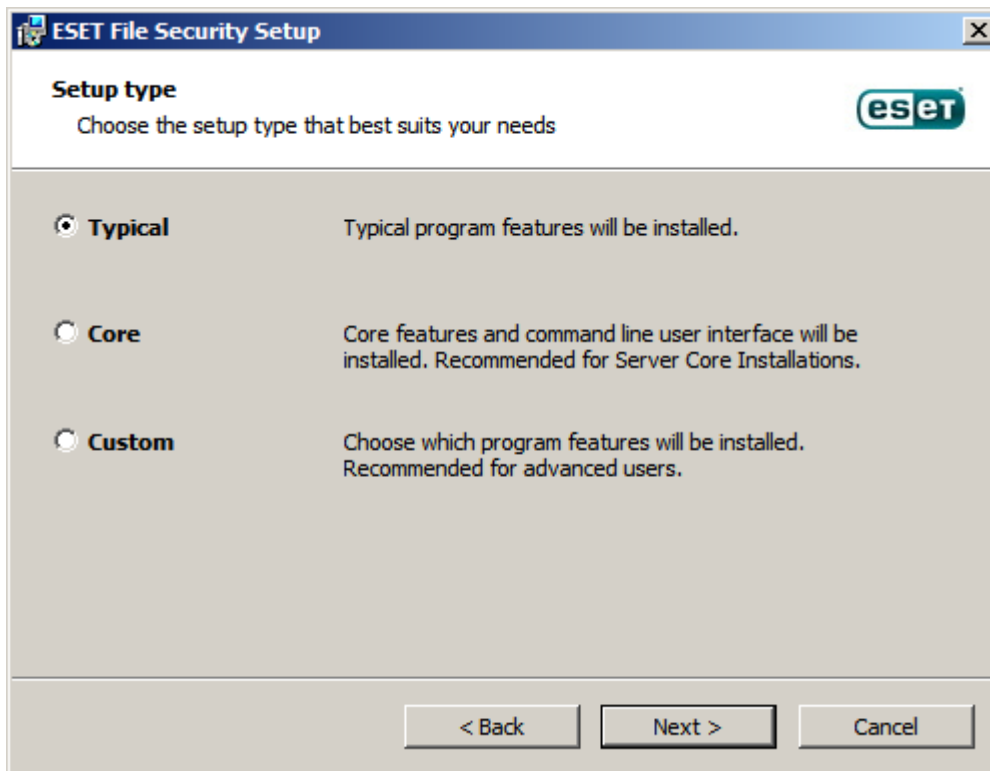 ESET File Security Setup
Setup type
Choose the setup type that best suits your needs
eseT
Typical
Typical program features will be installed.
Core
Core features and command line user interface will be
installed. Recommended for Server Core Installations.
Custom
Choose which program features will be installed.
Recommended for advanced users.
< Back
Next >
Cancel